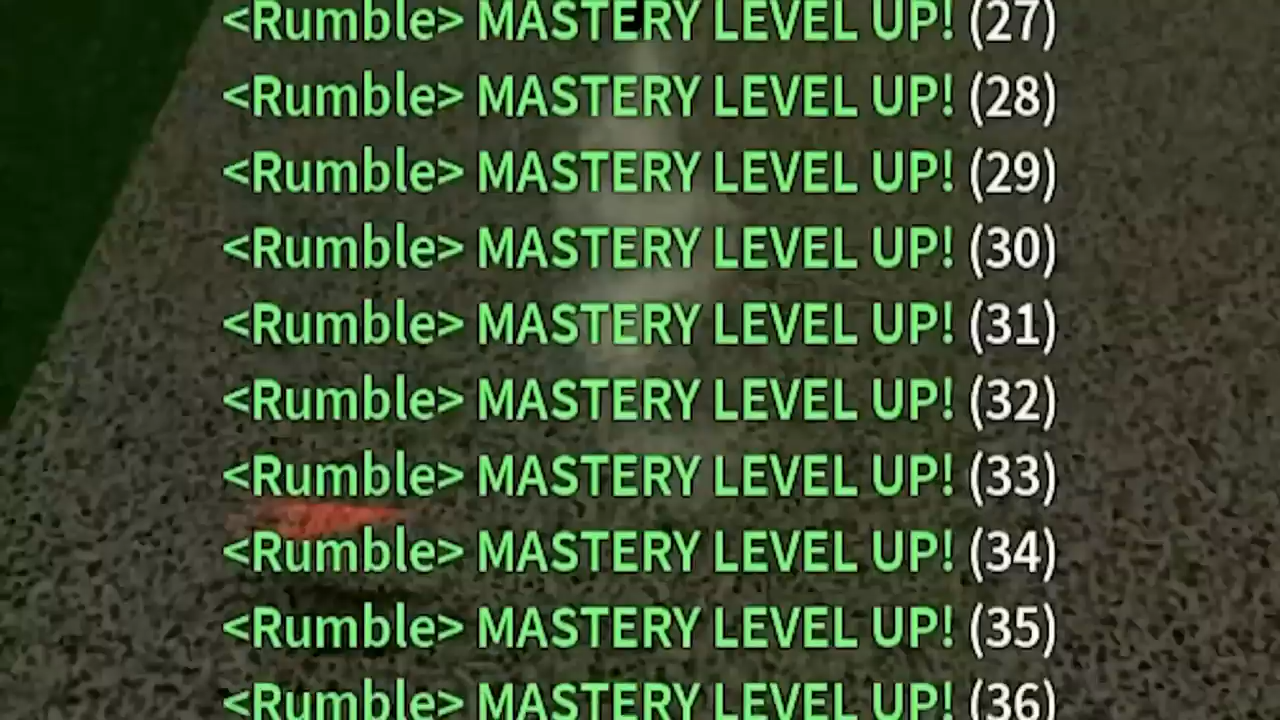 <Rumble> MASTERY LEVEL UP! (27)
<Rumble> MASTERY LEVEL UP! (28)
<Rumble> MASTERY LEVEL UP! (29)
<Rumble> MASTERY LEVEL UP! (30)
<Rumble> MASTERY LEVEL UP! (31)
<Rumble> MASTERY LEVEL UP! (32)
<Rumble> MASTERY LEVEL UP! (33)
<Rumble> MASTERY LEVEL UP! (34)
<Rumble> MASTERY LEVEL UP! (35)
<Rumble> MASTERY LEVEL UP! (36)